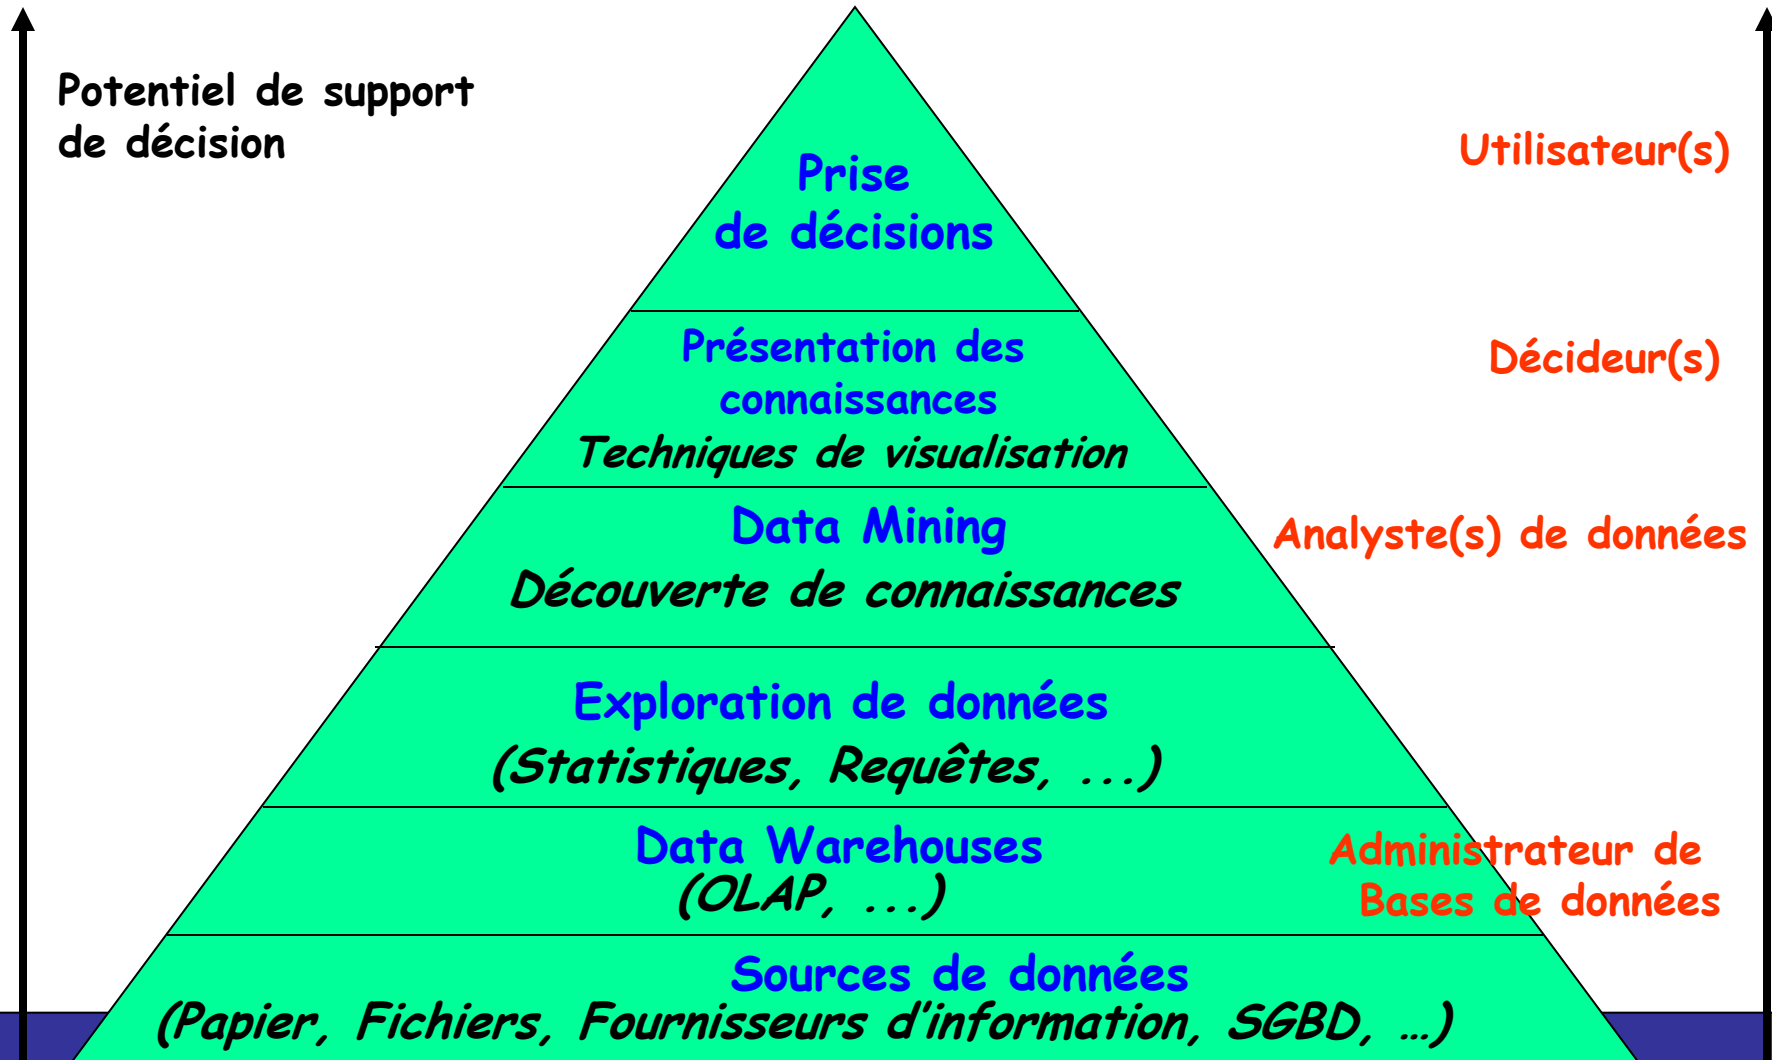 Potentiel de support
de décision
Utilisateur(s)
Prise
de décisions
Présentation des
connaissances
Techniques de visualisation
Décideur(s)
Data Mining
Découverte de connaissances
Analyste(s) de données
Exploration de données
(Statistiques, Requêtes, ...)
Data Warehouses
(OLAP, ...)
Administrateur de
Bases de données
Sources de données
(Papier, Fichiers, Fournisseurs d'information, SGBD, …)